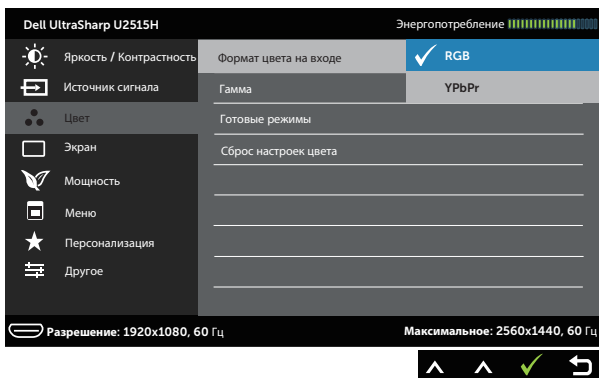 Dell UltraSharp U2515H
Энергопотребление
Яркость / Контрастность
Формат цвета на входе
RGB
Источник сигнала
Гамма
YPbPr
Цвет
Готовые режимы
Экран
Сброс настроек цвета
Мощность
Меню
Персонализация
Другое
Разрешение: 1920x1080, 60 Гц
Максимальное: 2560x1440, 60 Гц